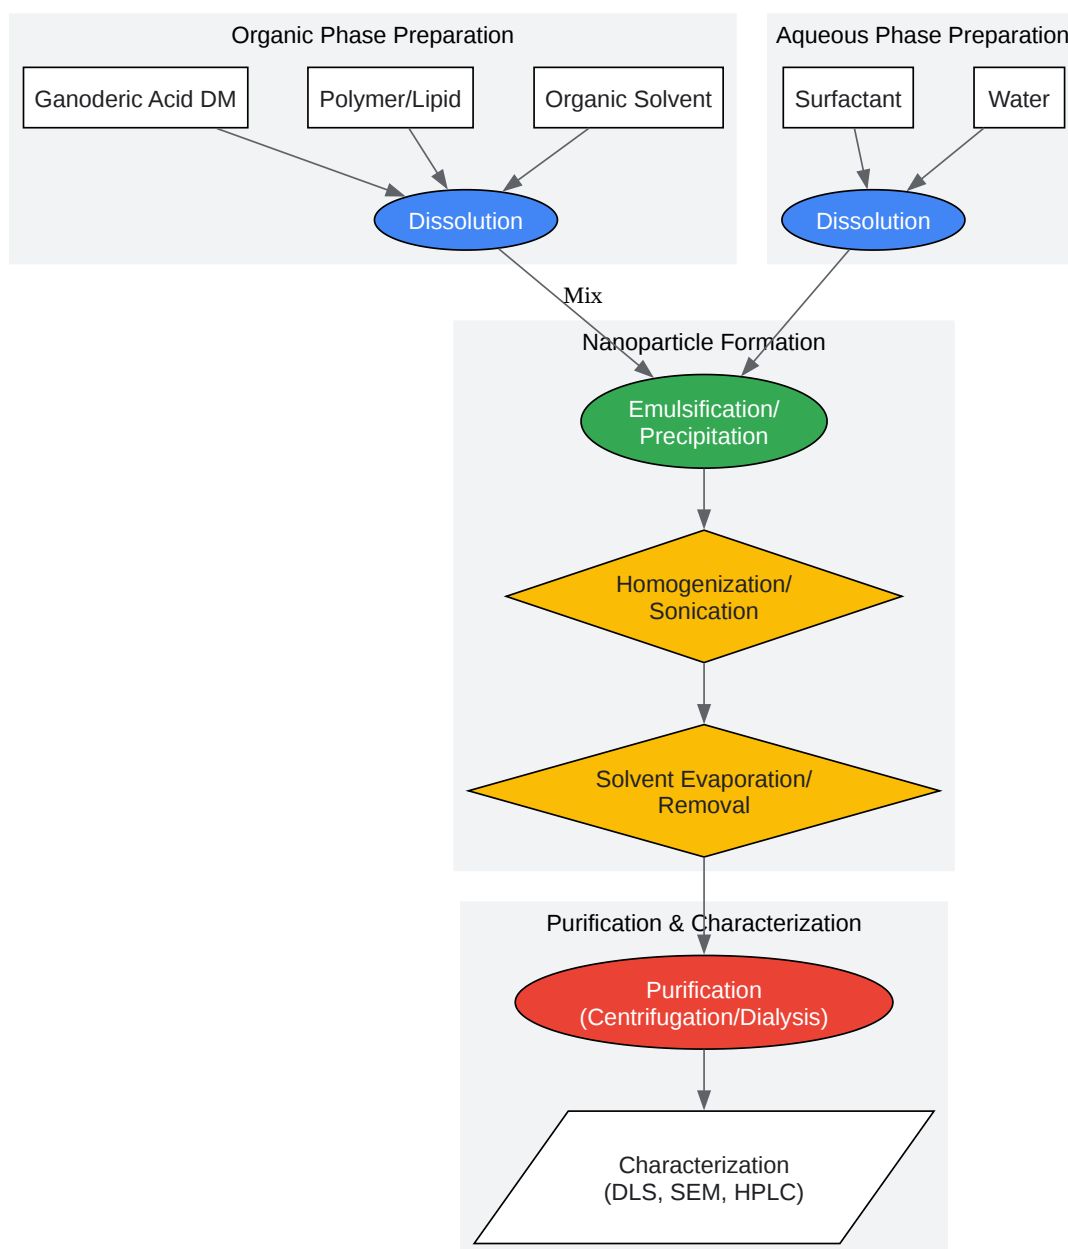 Organic Phase Preparation
Aqueous Phase Preparation
Ganoderic Acid DM
Polymer/Lipid
Organic Solvent
Surfactant
Water
Dissolution
Dissolution
Mix
Nanoparticle Formation
Emulsification/
Precipitation
Homogenization/
Sonication
Solvent Evaporation/
Removal
Purification & Characterization
Purification
(Centrifugation/Dialysis)
Characterization
(DLS, SEM, HPLC)